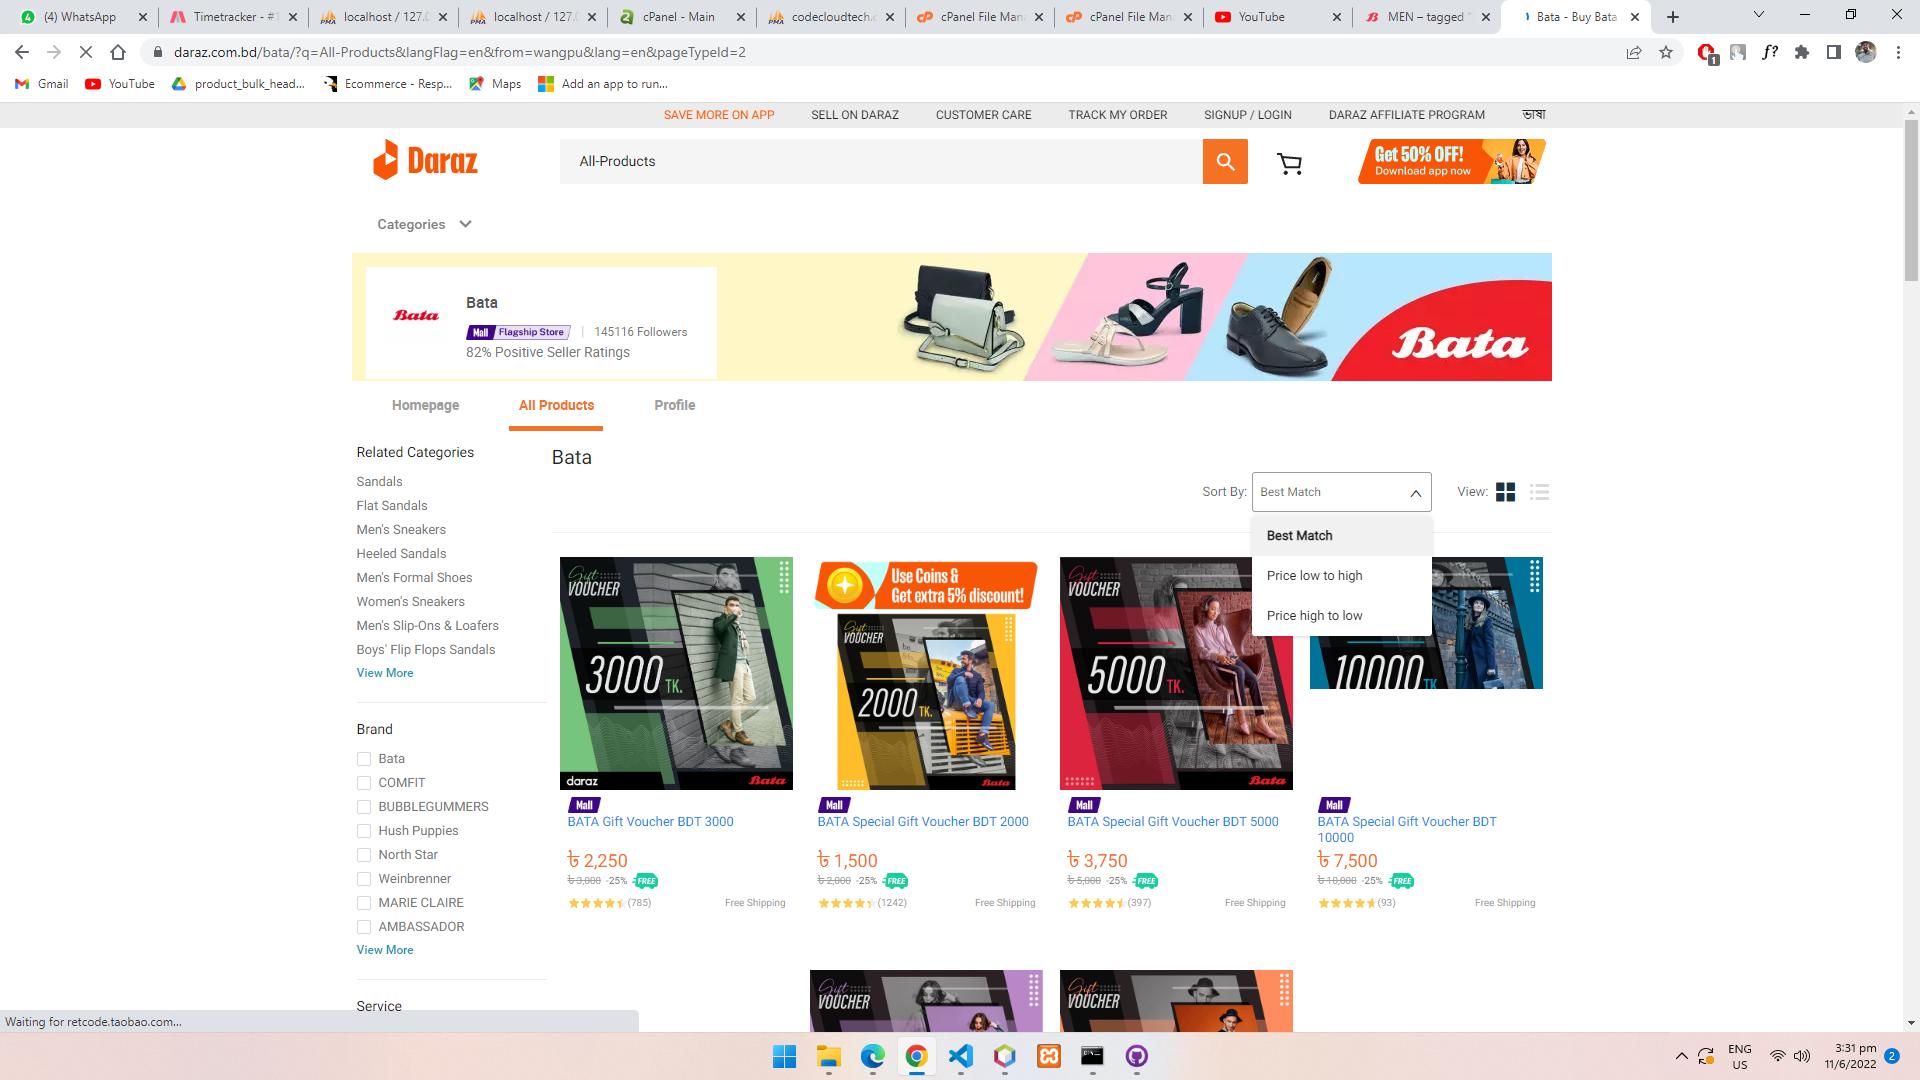 (4) WhatsApp
Timetracker - #1
localhost / 127.0
localhost / 127.0
cPanel - Main
codecloudtech.c
cPanel File Man
cPanel File Man
YouTube
MEN – tagged "
Bata - Buy Bata
daraz.com.bd/bata/?q=All-Products&langFlag=en&from=wangpu&lang=en&pageTypeId=2
Gmail
YouTube
product_bulk_head...
Ecommerce - Resp...
Maps
Add an app to run...
SAVE MORE ON APP
SELL ON DARAZ
CUSTOMER CARE
TRACK MY ORDER
SIGNUP / LOGIN
DARAZ AFFILIATE PROGRAM
ভাষা
Daraz
All-Products
Get 50% OFF!
Download app now
Categories
Bata
Bata
Mall Flagship Store
145116 Followers
82% Positive Seller Ratings
Bata
Homepage
All Products
Profile
Related Categories
Sandals
Flat Sandals
Men's Sneakers
Heeled Sandals
Men's Formal Shoes
Women's Sneakers
Men's Slip-Ons & Loafers
Boys' Flip Flops Sandals
View More
Brand
Bata
COMFIT
BUBBLEGUMMERS
Hush Puppies
North Star
Weinbrenner
MARIE CLAIRE
AMBASSADOR
View More
Service
Bata
Sort By:
Best Match
View:
Best Match
Price low to high
Price high to low
Gift
VOUCHER
3000 TK.
daraz
Bata
Mall
BATA Gift Voucher BDT 3000
৳ 2,250
৳ 3,000 -25% FREE
(785)
Free Shipping
Use Coins &
Get extra 5% discount!
Gift
VOUCHER
2000 TK.
Bata
Mall
BATA Special Gift Voucher BDT 2000
৳ 1,500
৳ 2,000 -25% FREE
(1242)
Free Shipping
Gift
VOUCHER
5000 TK.
Bata
Mall
BATA Special Gift Voucher BDT 5000
৳ 3,750
৳ 5,000 -25% FREE
(397)
Free Shipping
10000 TK
Mall
BATA Special Gift Voucher BDT
10000
৳ 7,500
৳ 10,000 -25% FREE
(93)
Free Shipping
Gift
VOUCHER
Gift
VOUCHER
Waiting for retcode.taobao.com...
ENG
US
3:31 pm
11/6/2022
2